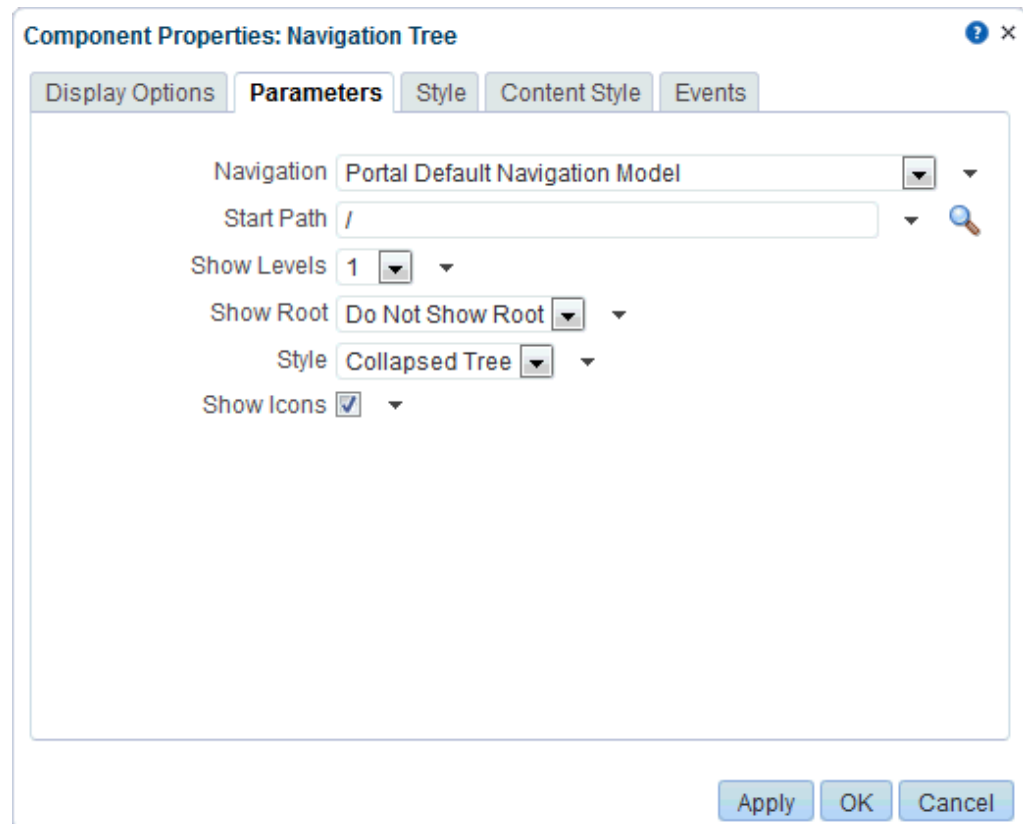 Component Properties: Navigation Tree
Display Options Parameters Style Content Style Events
Navigation Portal Default Navigation Model
Start Path /
Show Levels 1
Show Root Do Not Show Root
Style Collapsed Tree
Show Icons
Apply OK Cancel